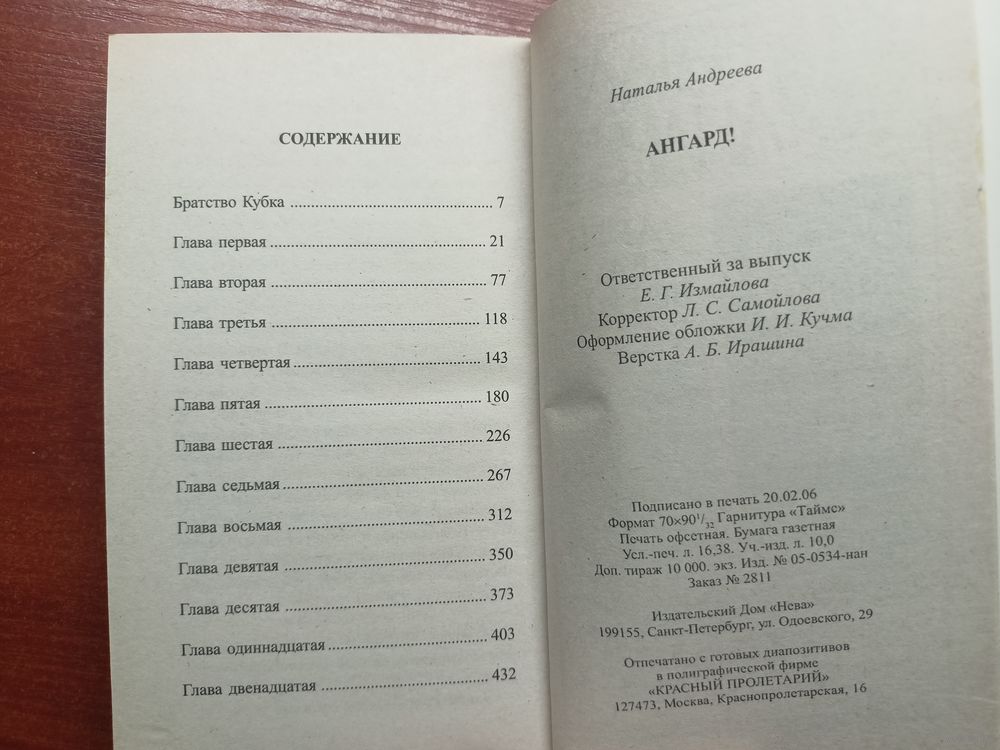 СОДЕРЖАНИЕ
Братство Кубка ........................................ 7
Глава первая ........................................ 21
Глава вторая ........................................ 77
Глава третья ........................................ 118
Глава четвертая ........................................ 143
Глава пятая ........................................ 180
Глава шестая ........................................ 226
Глава седьмая ........................................ 267
Глава восьмая ........................................ 312
Глава девятая ........................................ 350
Глава десятая ........................................ 373
Глава одиннадцатая ........................................ 403
Глава двенадцатая ........................................ 432
Наталья Андреева
АНГАРД!
Ответственный за выпуск
Е. Г. Измайлова
Корректор Л. С. Самойлова
Оформление обложки И. И. Кучма
Верстка А. Б. Ирашина
Подписано в печать 20.02.06
Формат 70×90¹/₃₂ Гарнитура «Таймс»
Печать офсетная. Бумага газетная
Усл.-печ. л. 16,38. Уч.-изд. л. 10,0
Доп. тираж 10 000. экз. Изд. № 05-0534-нан
Заказ № 2811
Издательский Дом «Нева»
199155, Санкт-Петербург, ул. Одоевского, 29
Отпечатано с готовых диапозитивов
в полиграфической фирме
«КРАСНЫЙ ПРОЛЕТАРИЙ»
127473, Москва, Краснопролетарская, 16